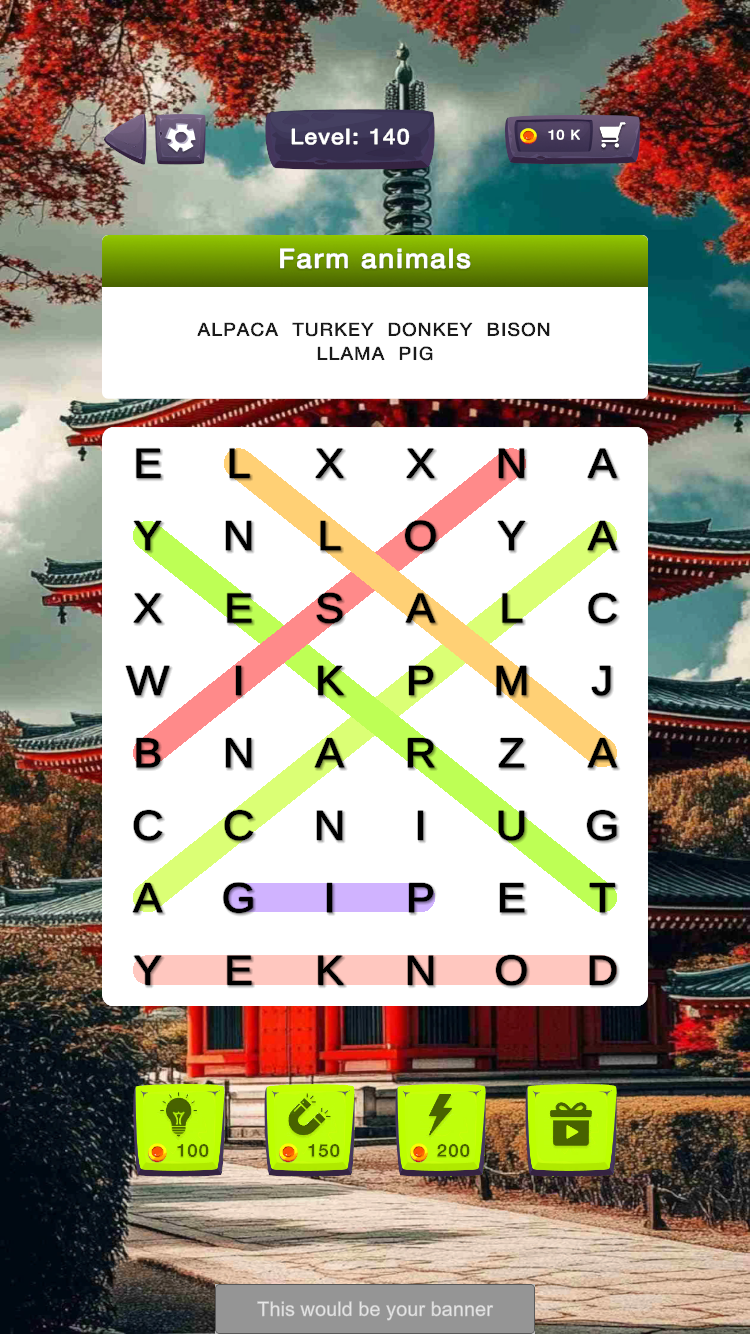 Level: 140
10 K
Farm animals
ALPACA TURKEY DONKEY BISON
LLAMA PIG
E L X X N A
Y N L O Y A
X E S A L C
W I K P M J
B N A R Z A
C C N I U G
A G I P E T
Y E K N O D
100 150 200
This would be your banner